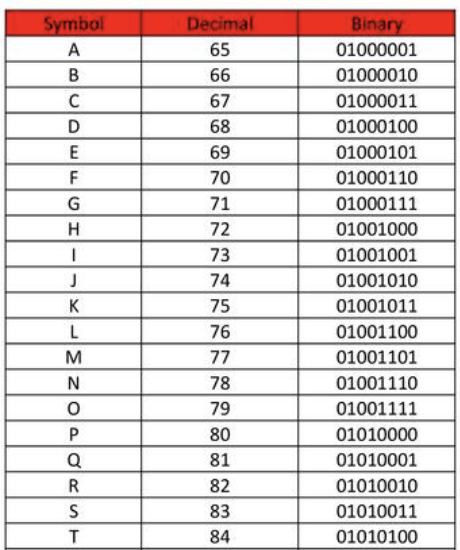 Symbol Decimal Binary
A 65 01000001
B 66 01000010
C 67 01000011
D 68 01000100
E 69 01000101
F 70 01000110
G 71 01000111
H 72 01001000
I 73 01001001
J 74 01001010
K 75 01001011
L 76 01001100
M 77 01001101
N 78 01001110
O 79 01001111
P 80 01010000
Q 81 01010001
R 82 01010010
S 83 01010011
T 84 01010100